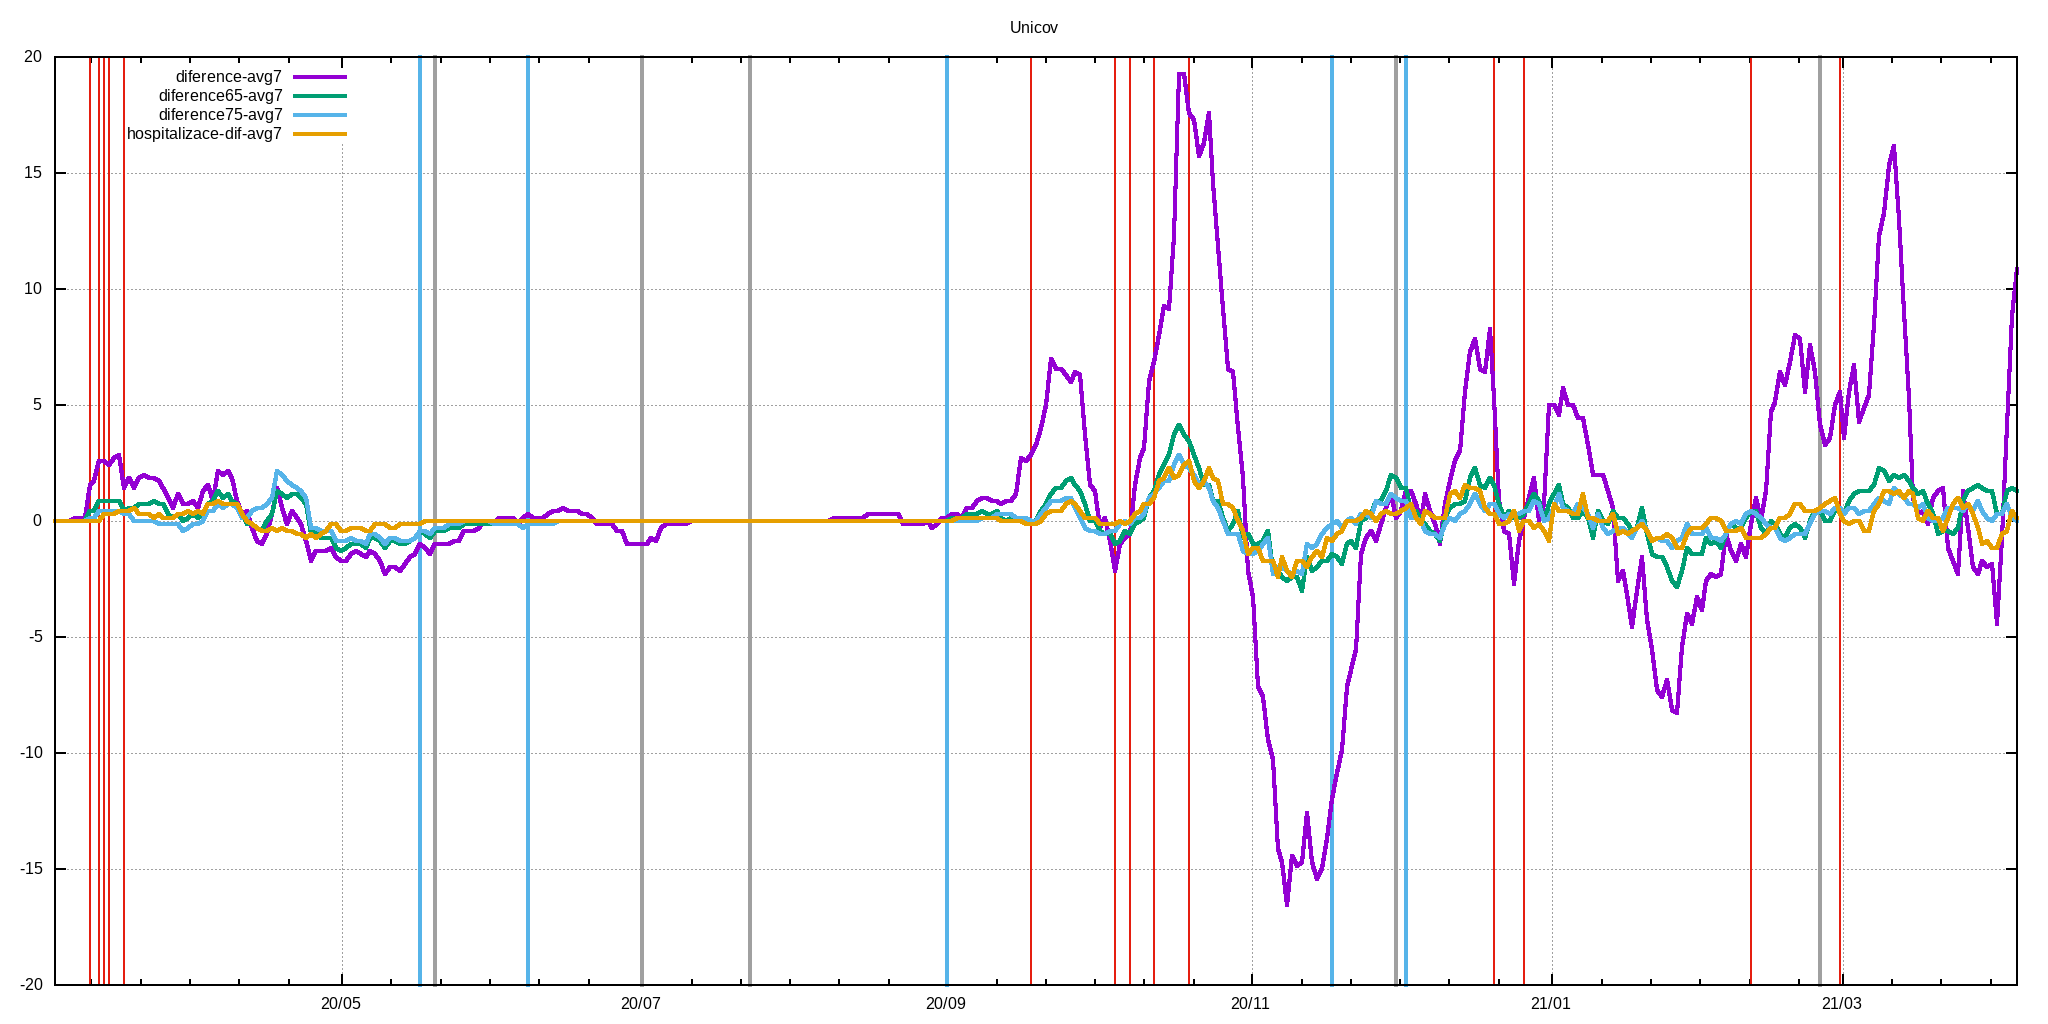 Unicov
diference-avg7
diference65-avg7
diference75-avg7
hospitalizace-dif-avg7
20
15
10
5
0
-5
-10
-15
-20
20/05 20/07 20/09 20/11 21/01 21/03